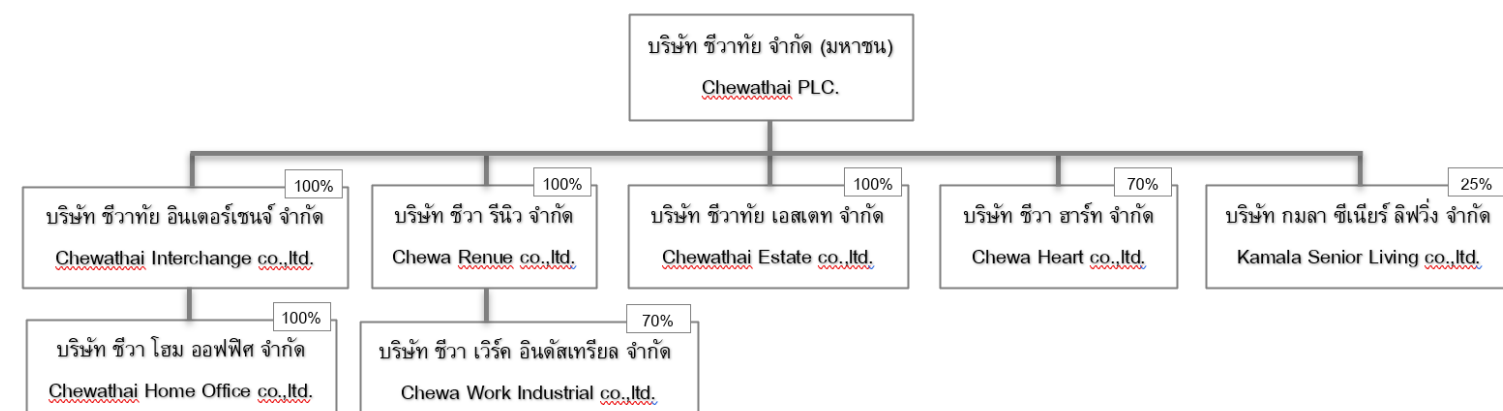 บริษัท ชีวาทัย จำกัด (มหาชน)
Chewathai PLC.
100%
บริษัท ชีวาทัย อินเตอร์เชนจ์ จำกัด
Chewathai Interchange co.,ltd.
100%
บริษัท ชีวา รีนิว จำกัด
Chewa Renue co.,ltd.
100%
บริษัท ชีวาทัย เอสเตท จำกัด
Chewathai Estate co.,ltd.
70%
บริษัท ชีวา ฮาร์ท จำกัด
Chewa Heart co.,ltd.
25%
บริษัท กมลา ซีเนียร์ ลิฟวิ่ง จำกัด
Kamala Senior Living co.,ltd.
100%
บริษัท ชีวา โฮม ออฟฟิศ จำกัด
Chewathai Home Office co.,ltd.
70%
บริษัท ชีวา เวิร์ค อินดัสเทรียล จำกัด
Chewa Work Industrial co.,ltd.